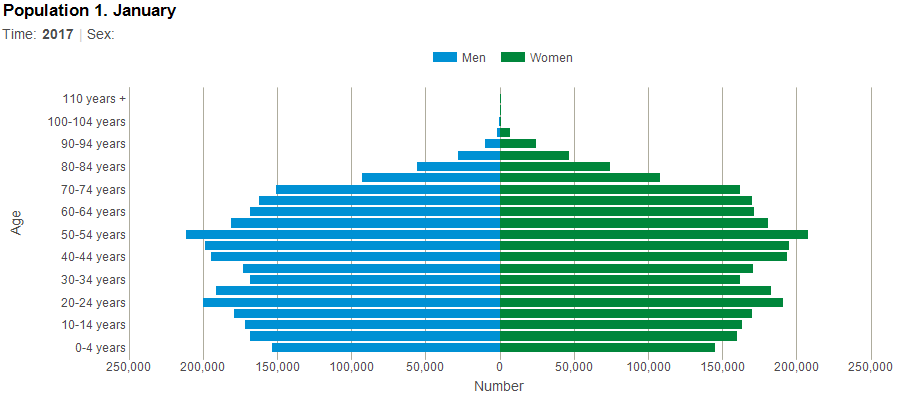 Population 1. January
Time: 2017 | Sex:
Men Women
110 years +
100-104 years
90-94 years
80-84 years
70-74 years
60-64 years
50-54 years
40-44 years
30-34 years
20-24 years
10-14 years
0-4 years
Age
250,000 200,000 150,000 100,000 50,000 0 50,000 100,000 150,000 200,000 250,000
Number